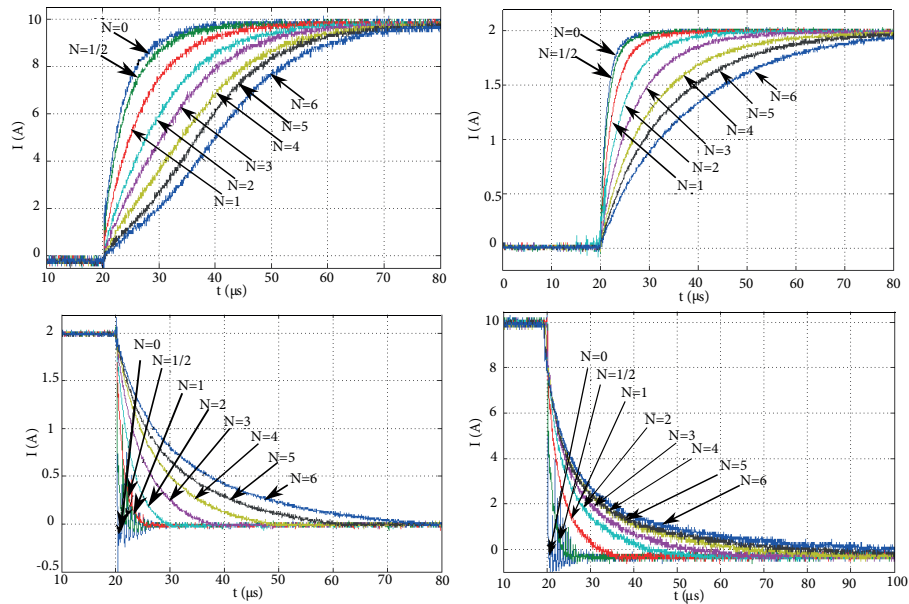 I (A)
10
8
6
4
2
0
N=0
N=1/2
N=6
N=5
N=4
N=3
N=2
N=1
10 20 30 40 50 60 70 80
t (µs)
I (A)
2
1.5
1
0.5
0
N=0
N=1/2
N=6
N=5
N=4
N=3
N=2
N=1
0 10 20 30 40 50 60 70 80
t (µs)
I (A)
2
1.5
1
0.5
0
-0.5
N=0
N=1/2
N=1
N=2
N=3
N=4
N=5
N=6
10 20 30 40 50 60 70 80
t (µs)
I (A)
10
8
6
4
2
0
N=0
N=1/2
N=1
N=2
N=3
N=4
N=5
N=6
10 20 30 40 50 60 70 80 90 100
t (µs)